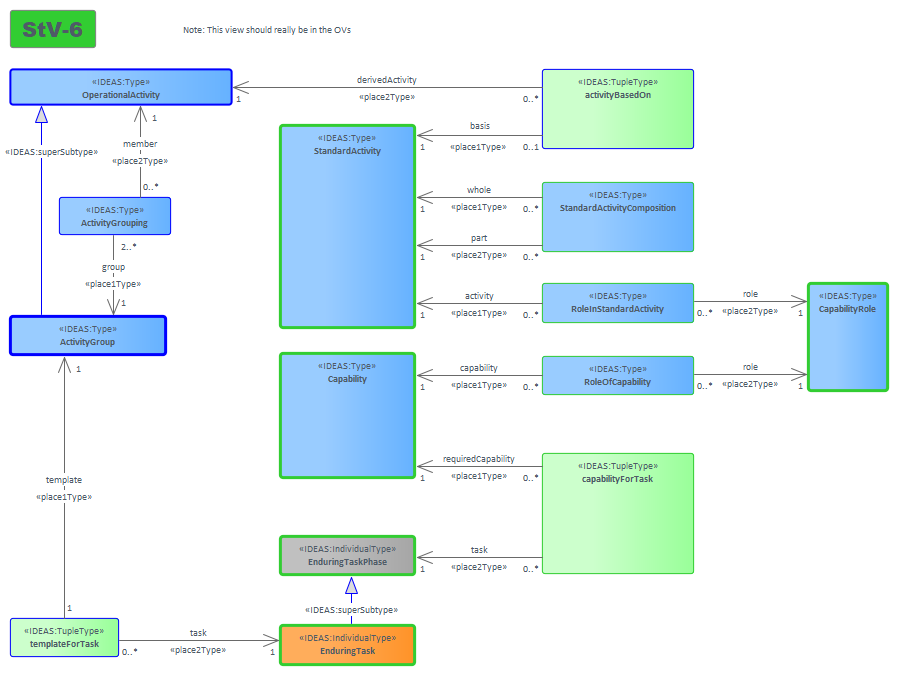 StV-6
Note: This view should really be in the OVs
«IDEAS:Type»
OperationalActivity
derivedActivity
1
«place2Type»
0..*
«IDEAS:TupleType»
activityBasedOn
1
member
«place2Type»
0..*
«IDEAS:superSubtype»
«IDEAS:Type»
StandardActivity
basis
1
«place1Type»
0..1
«IDEAS:Type»
ActivityGrouping
2..*
group
«place1Type»
1
whole
1
«place1Type»
0..*
«IDEAS:Type»
StandardActivityComposition
part
1
«place2Type»
0..*
activity
1
«place1Type»
0..*
«IDEAS:Type»
RoleInStandardActivity
role
0..*
«place2Type»
1
«IDEAS:Type»
CapabilityRole
«IDEAS:Type»
ActivityGroup
1
«IDEAS:Type»
Capability
capability
1
«place1Type»
0..*
«IDEAS:Type»
RoleOfCapability
role
0..*
«place2Type»
1
requiredCapability
1
«place1Type»
0..*
«IDEAS:TupleType»
capabilityForTask
template
«place1Type»
1
«IDEAS:IndividualType»
EnduringTaskPhase
task
1
«place2Type»
0..*
«IDEAS:superSubtype»
«IDEAS:TupleType»
templateForTask
task
0..*
«place2Type»
1
«IDEAS:IndividualType»
EnduringTask